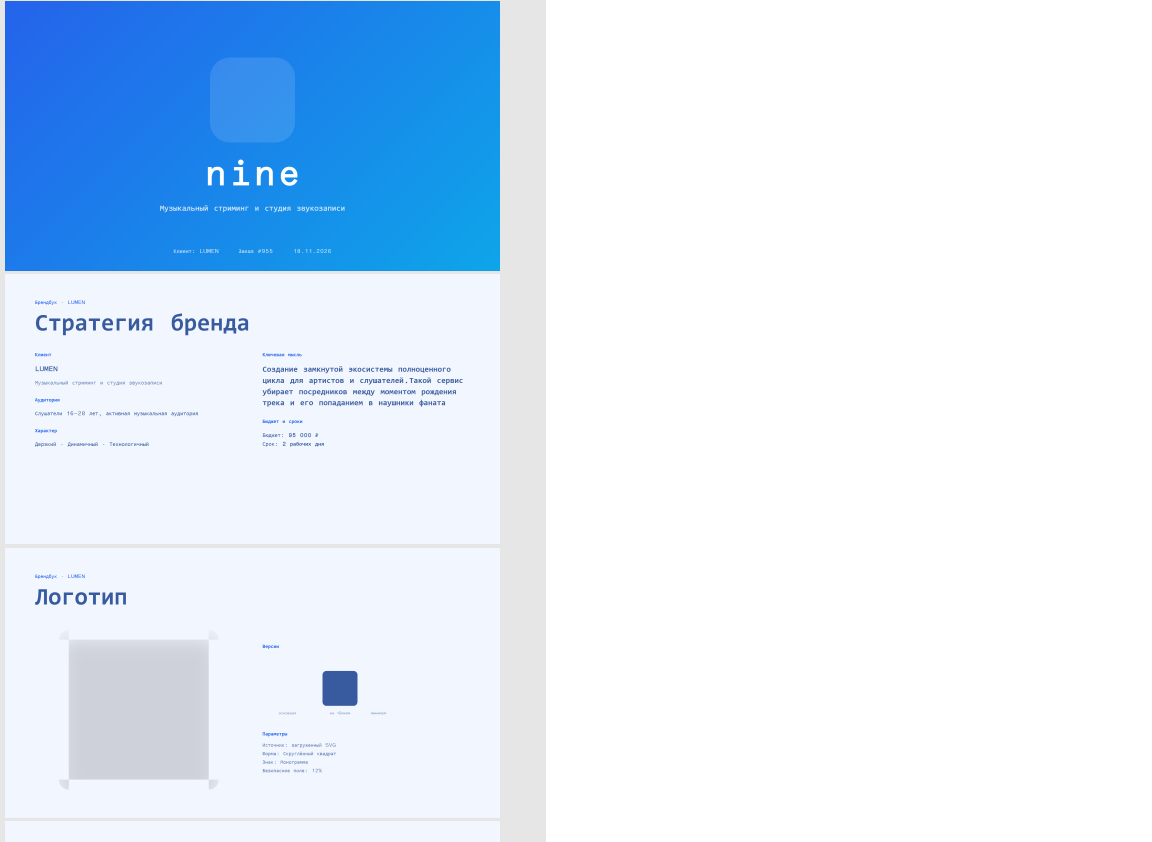 nine
Музыкальный стриминг и студия звукозаписи
Клиент: LUMEN Заказ #955 18.11.2026
Брендбук · LUMEN
Стратегия бренда
Клиент
LUMEN
Музыкальный стриминг и студия звукозаписи
Аудитория
Слушатели 16–28 лет, активная музыкальная аудитория
Характер
Дерзкий · Динамичный · Технологичный
Ключевая мысль
Создание замкнутой экосистемы полноценного
цикла для артистов и слушателей.Такой сервис
убирает посредников между моментом рождения
трека и его попаданием в наушники фаната
Бюджет и сроки
Бюджет: 95 000 ₽
Срок: 2 рабочих дня
Брендбук · LUMEN
Логотип
Версии
на белом
Параметры
Источник: загруженный SVG
Форма: Скруглённый квадрат
Знак: Монограмма
Безопасное поле: 12%